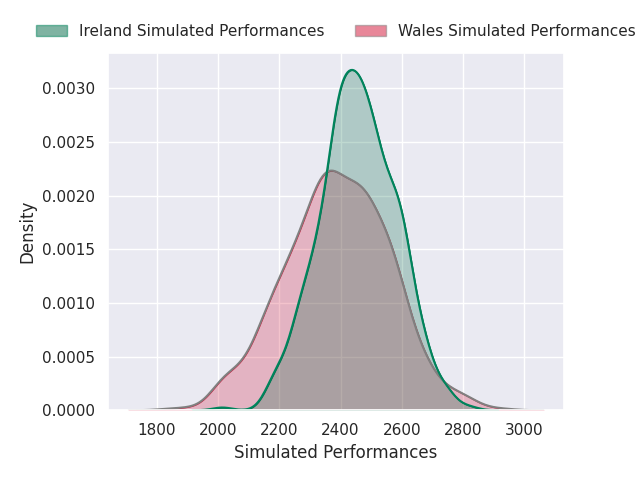 Ireland Simulated Performances Wales Simulated Performances
0.0030
0.0025
0.0020
0.0015
0.0010
0.0005
0.0000
Density
1800 2000 2200 2400 2600 2800 3000
Simulated Performances